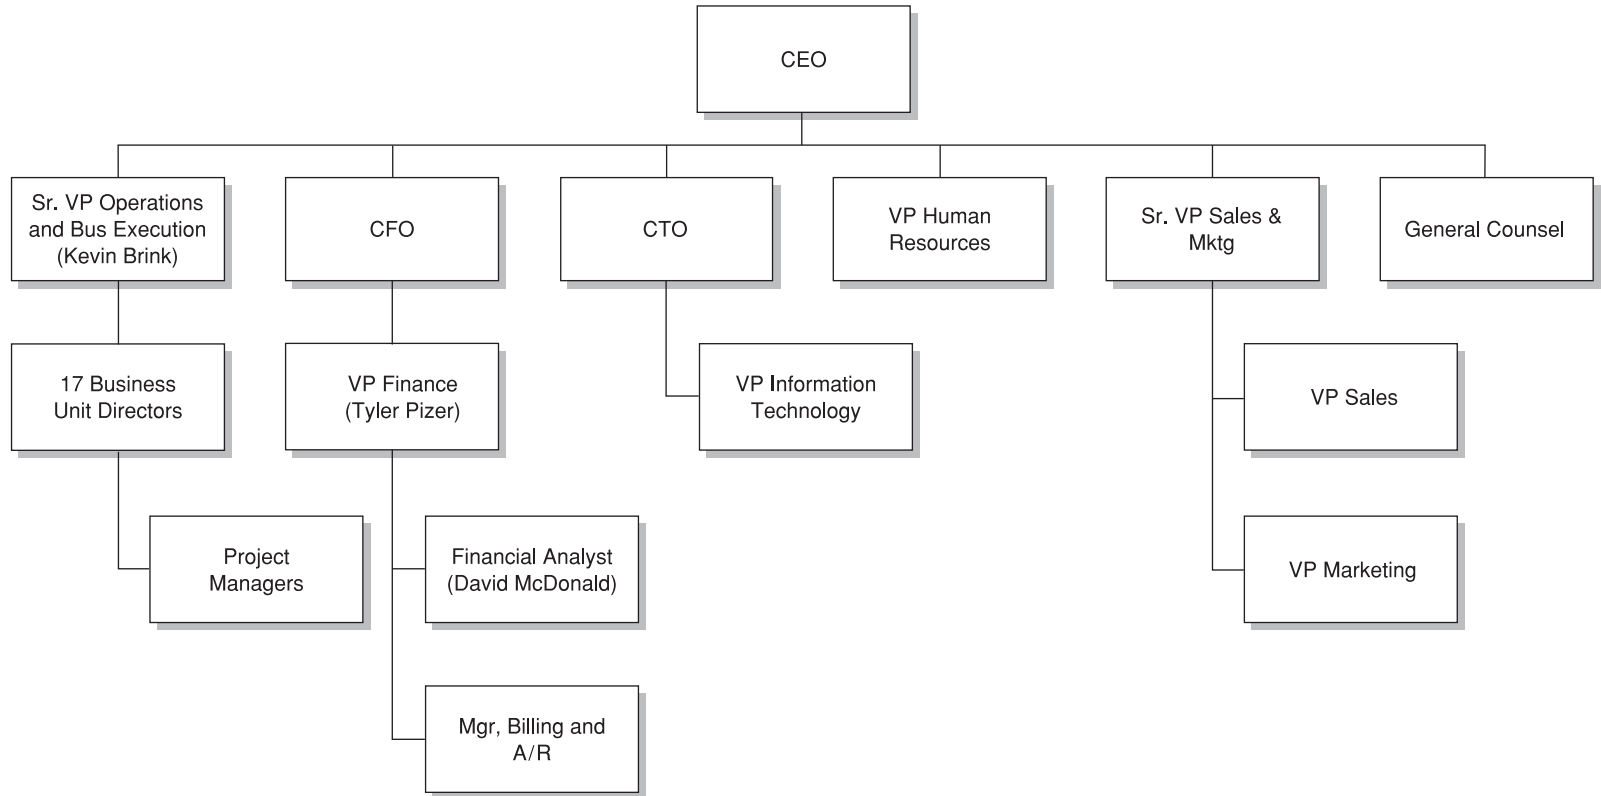 CEO
Sr. VP Operations
and Bus Execution
(Kevin Brink)
CFO
CTO
VP Human
Resources
Sr. VP Sales &
Mktg
General Counsel
17 Business
Unit Directors
VP Finance
(Tyler Pizer)
VP Information
Technology
VP Sales
Project
Managers
Financial Analyst
(David McDonald)
VP Marketing
Mgr, Billing and
A/R